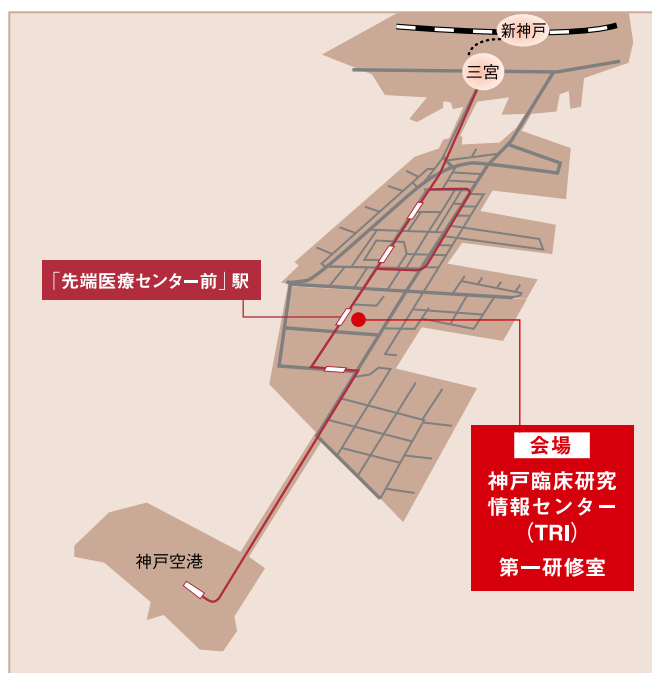 新神戸
三宮
「先端医療センター前」駅
会場
神戸臨床研究
情報センター
(TRI)
第一研修室
神戸空港